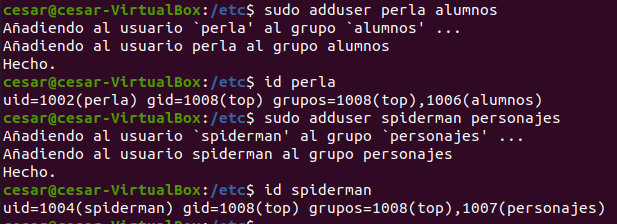 cesar@cesar-VirtualBox:/etc$ sudo adduser perla alumnos
Añadiendo al usuario `perla' al grupo `alumnos' ...
Añadiendo al usuario perla al grupo alumnos
Hecho.
cesar@cesar-VirtualBox:/etc$ id perla
uid=1002(perla) gid=1008(top) grupos=1008(top),1006(alumnos)
cesar@cesar-VirtualBox:/etc$ sudo adduser spiderman personajes
Añadiendo al usuario `spiderman' al grupo `personajes' ...
Añadiendo al usuario spiderman al grupo personajes
Hecho.
cesar@cesar-VirtualBox:/etc$ id spiderman
uid=1004(spiderman) gid=1008(top) grupos=1008(top),1007(personajes)